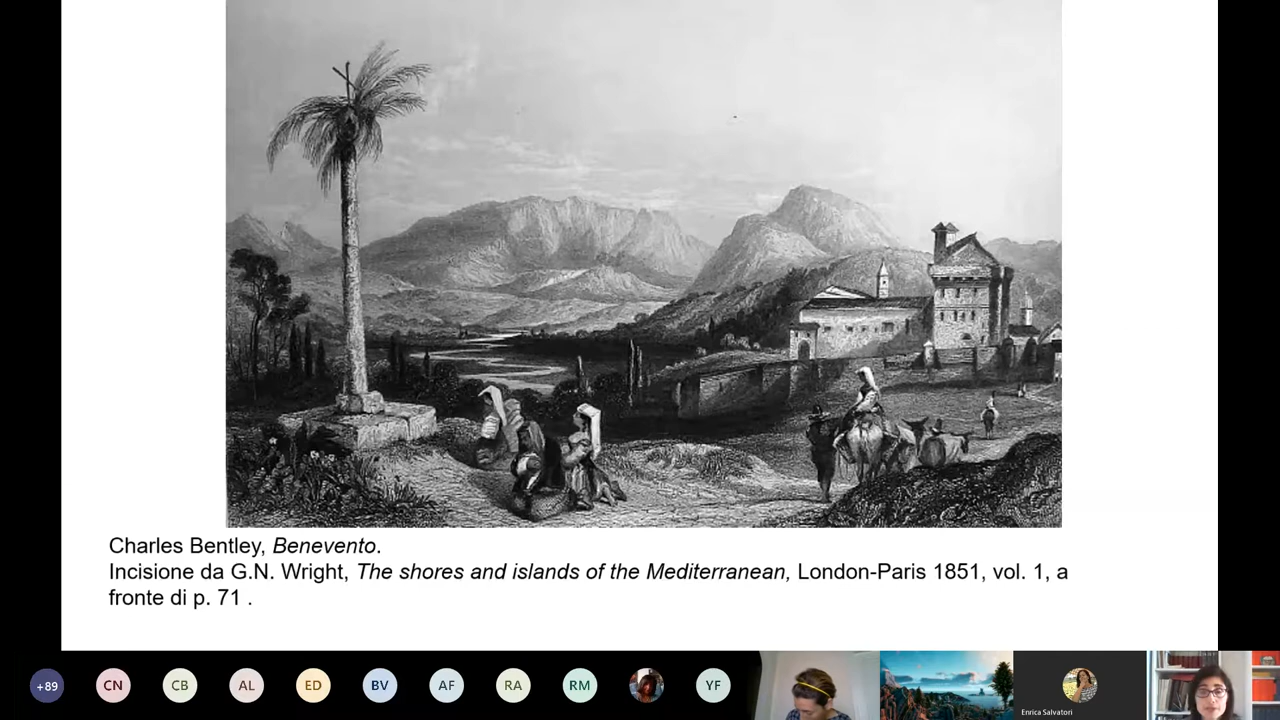 Charles Bentley, Benevento.
Incisione da G.N. Wright, The shores and islands of the Mediterranean, London-Paris 1851, vol. 1, a
fronte di p. 71 .
+89
CN
CB
AL
ED
BV
AF
RA
RM
YF
Enrica Salvatori